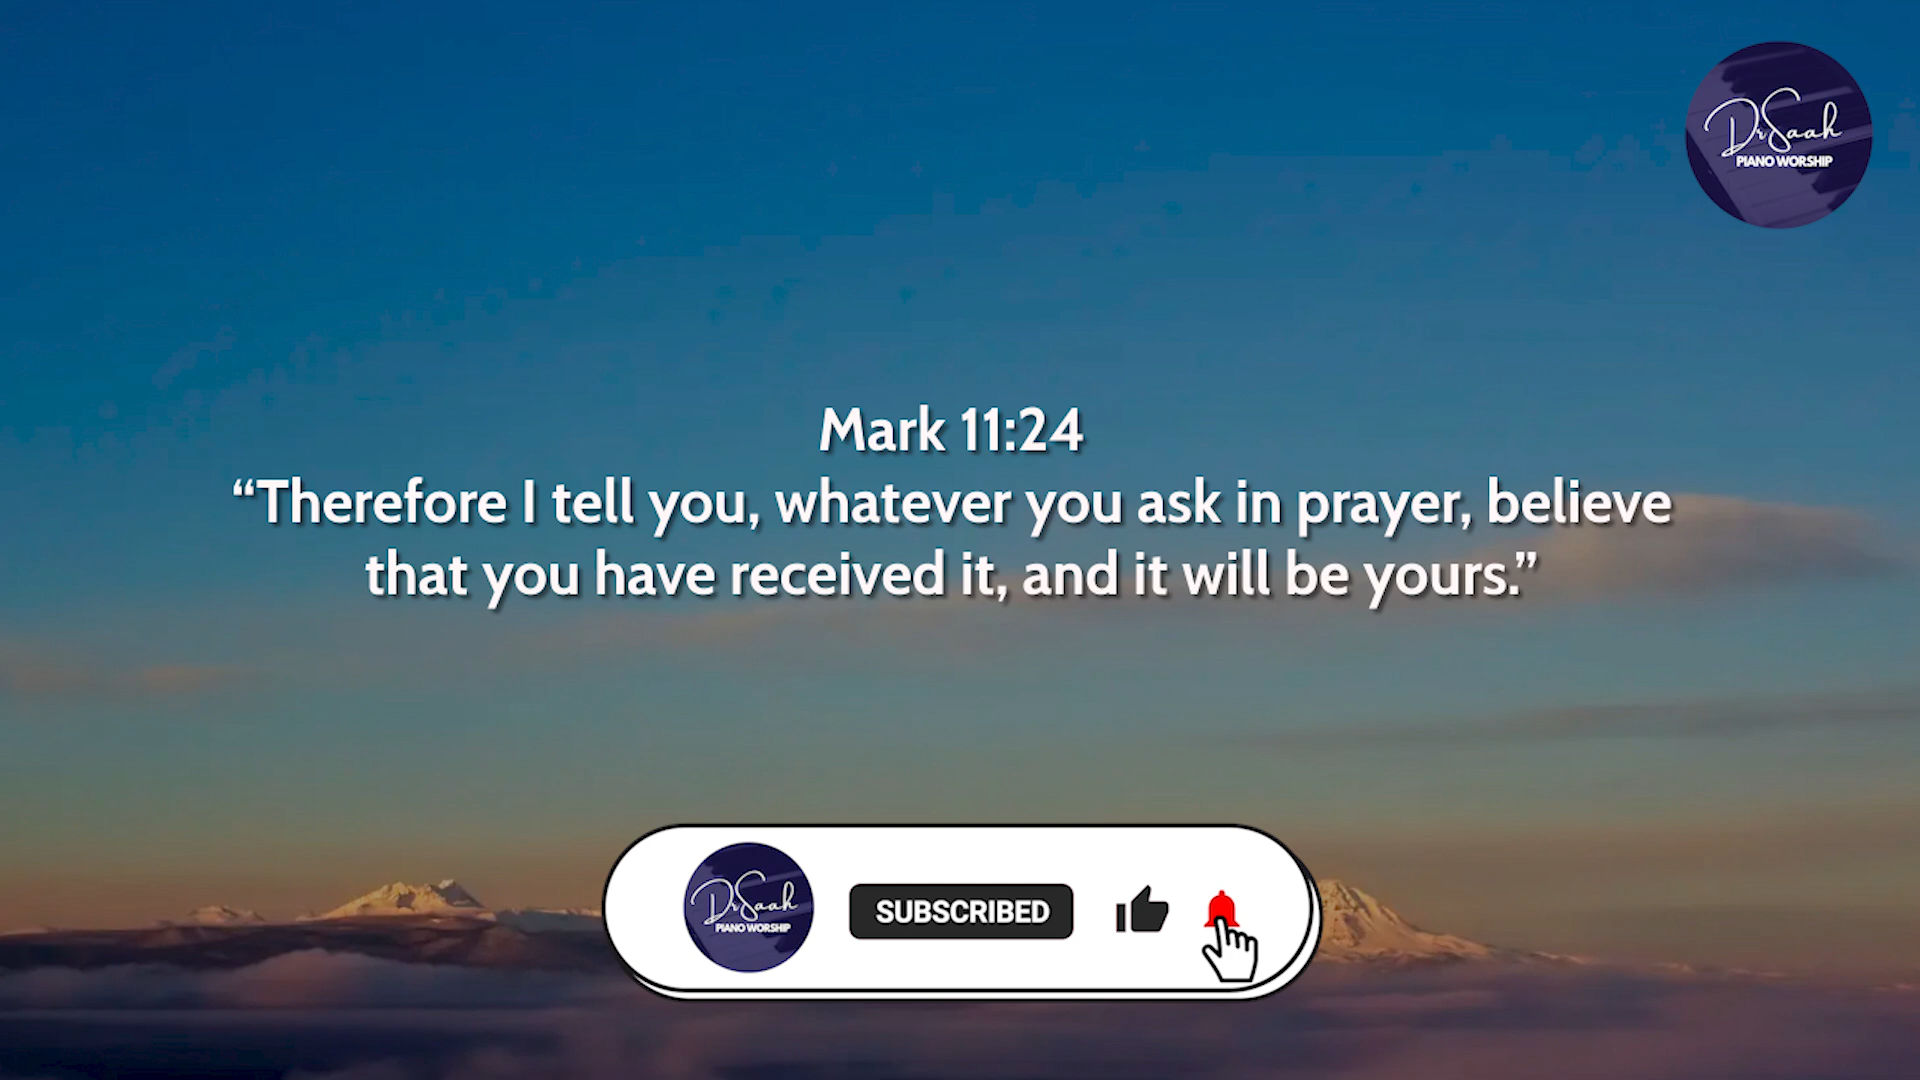 DrSaah
PIANO WORSHIP
Mark 11:24
“Therefore I tell you, whatever you ask in prayer, believe
that you have received it, and it will be yours.”
DrSaah
PIANO WORSHIP
SUBSCRIBED